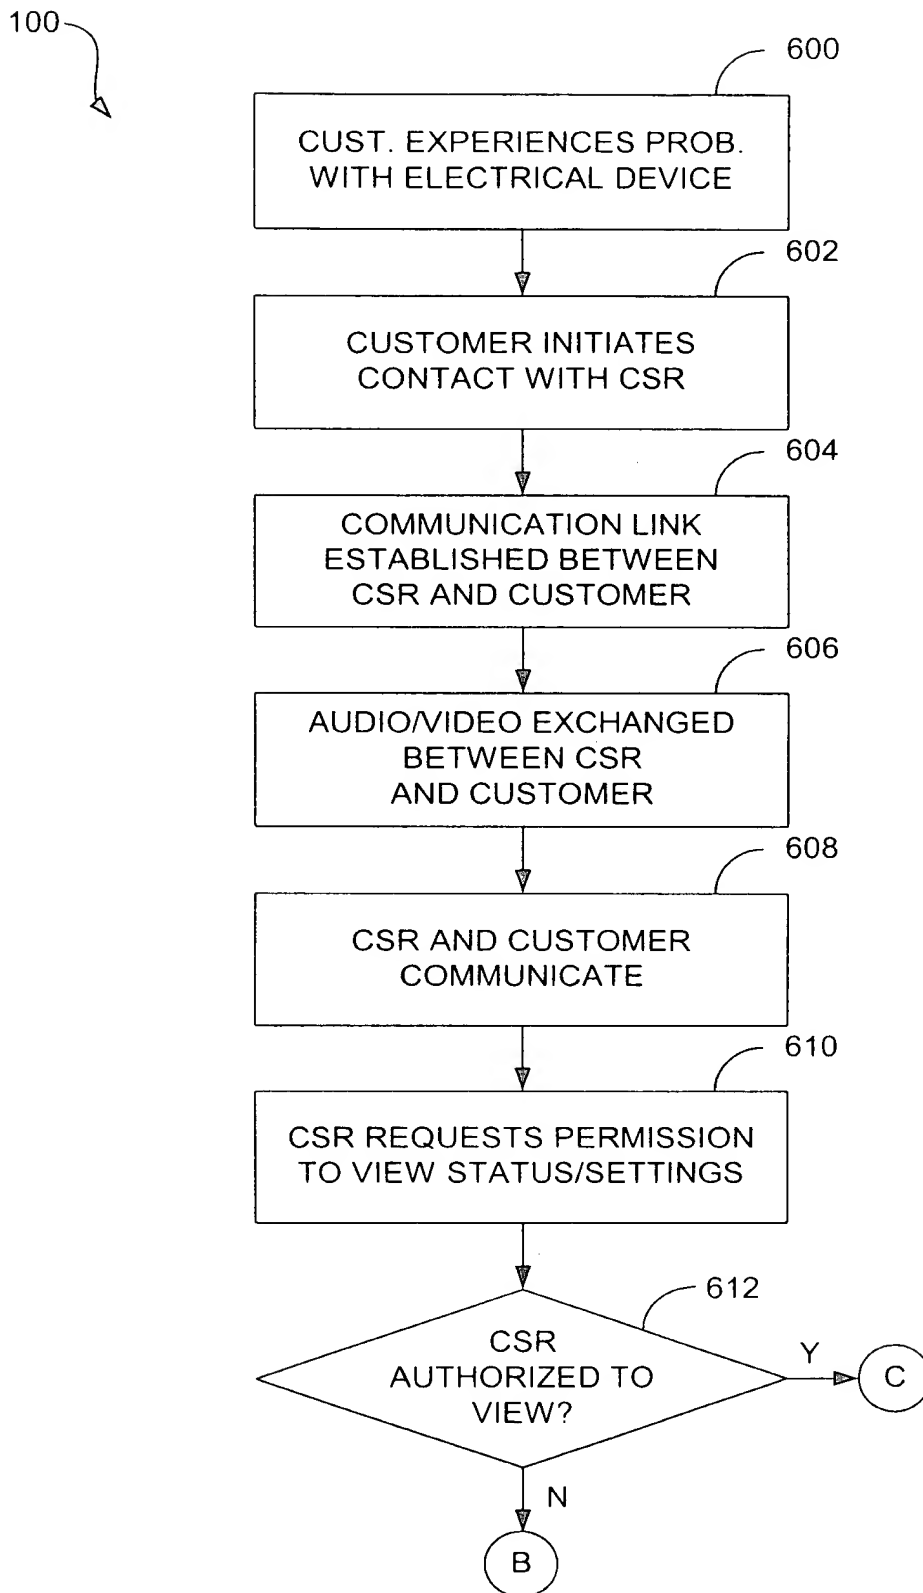 100
600
CUST. EXPERIENCES PROB.
WITH ELECTRICAL DEVICE
602
CUSTOMER INITIATES
CONTACT WITH CSR
604
COMMUNICATION LINK
ESTABLISHED BETWEEN
CSR AND CUSTOMER
606
AUDIO/VIDEO EXCHANGED
BETWEEN CSR
AND CUSTOMER
608
CSR AND CUSTOMER
COMMUNICATE
610
CSR REQUESTS PERMISSION
TO VIEW STATUS/SETTINGS
612
CSR
AUTHORIZED TO
VIEW?
Y
C
N
B